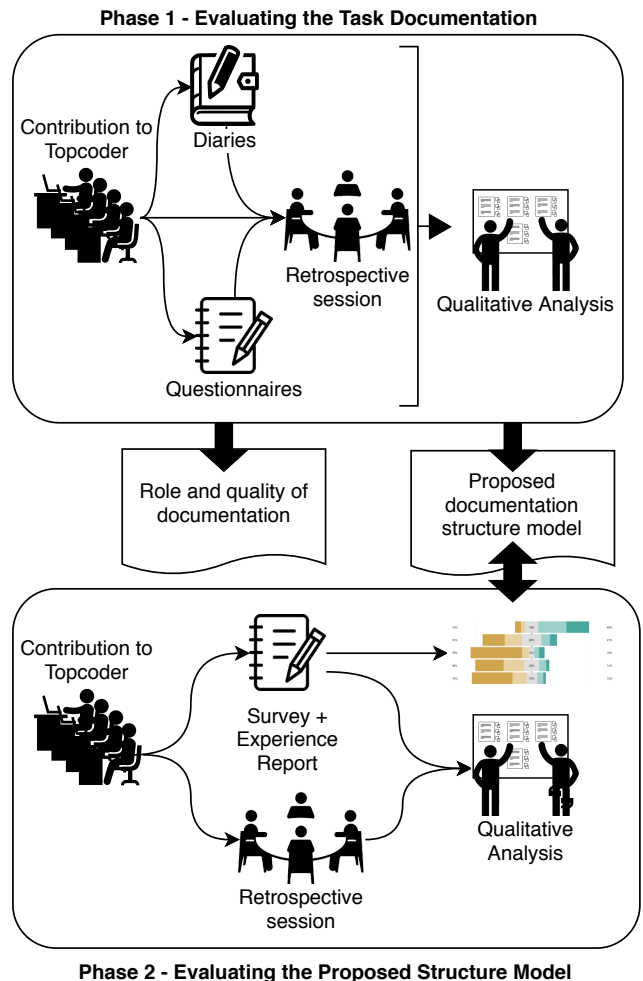 Phase 1 - Evaluating the Task Documentation
Contribution to
Topcoder
Diaries
Retrospective
session
Qualitative Analysis
Questionnaires
Role and quality of
documentation
Proposed
documentation
structure model
Contribution to
Topcoder
Survey +
Experience
Report
Qualitative
Analysis
Retrospective
session
Phase 2 - Evaluating the Proposed Structure Model